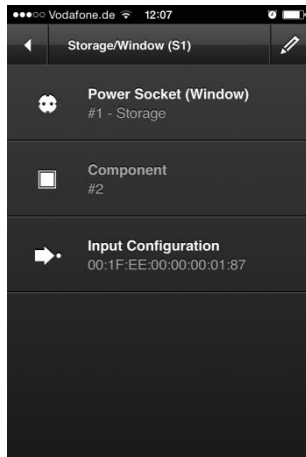 Vodafone.de 12:07
Storage/Window (S1)
Power Socket (Window)
#1 - Storage
Component
#2
Input Configuration
00:1F:EE:00:00:00:01:87